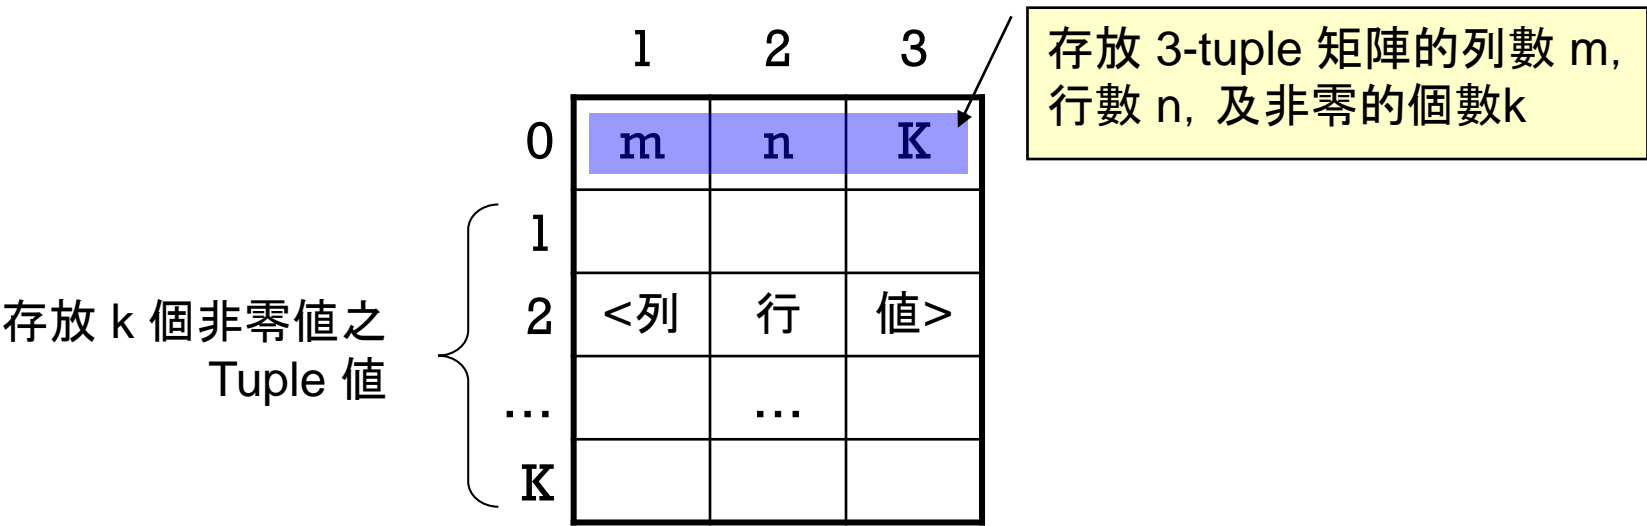 存放 3-tuple 矩陣的列數 m,
行數 n, 及非零的個數k
1 2 3
0 m n K
1
2 <列 行 值>
... ...
K
存放 k 個非零值之
Tuple 值